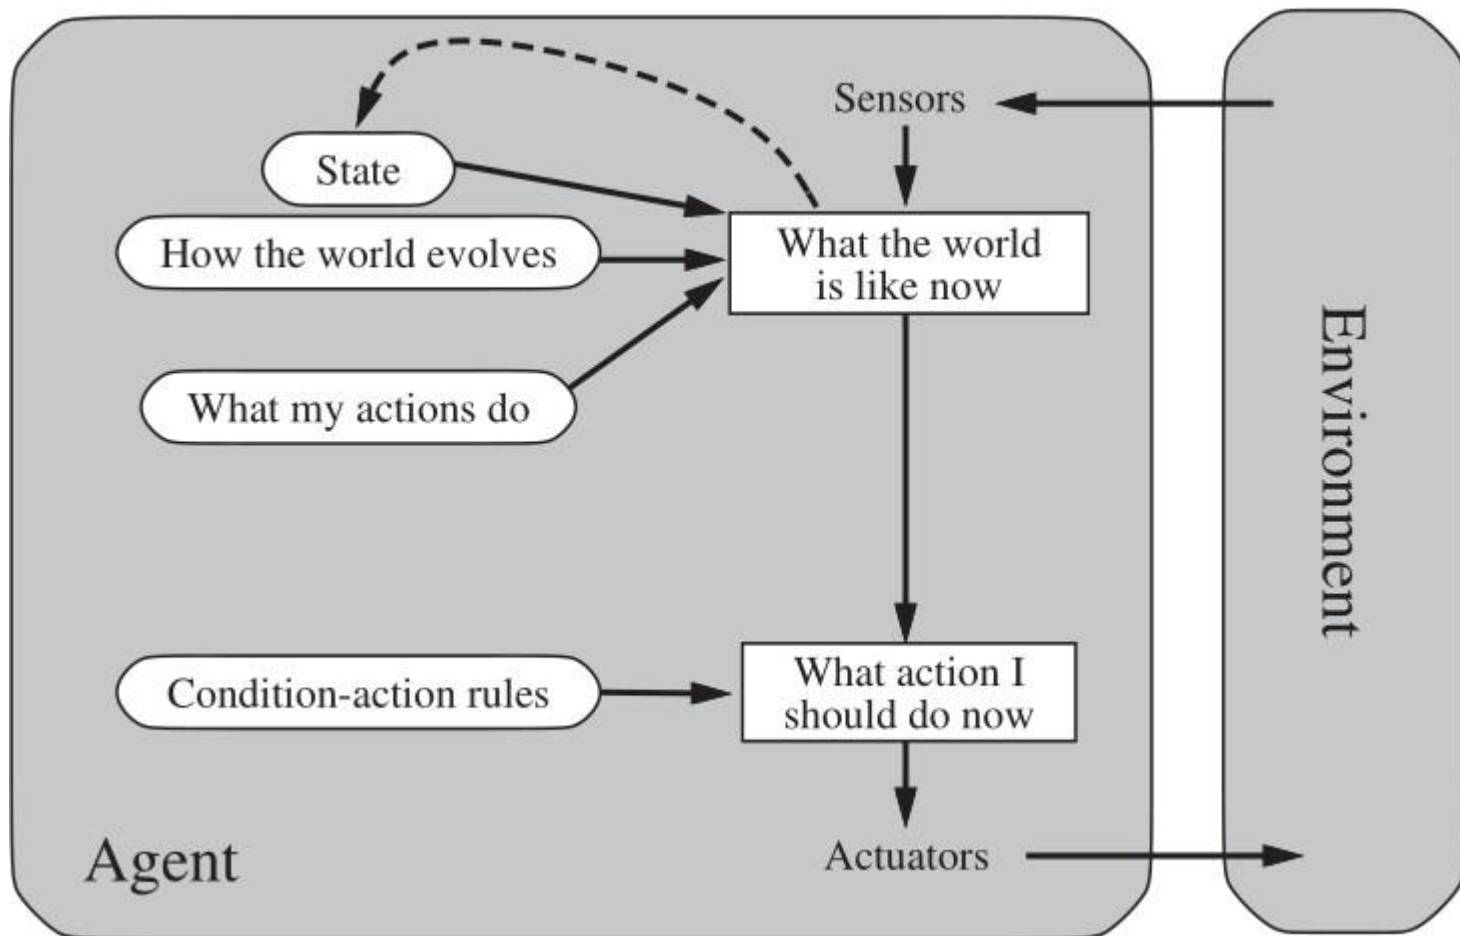 Sensors
State
How the world evolves
What the world
is like now
What my actions do
Environment
Condition-action rules
What action I
should do now
Agent
Actuators